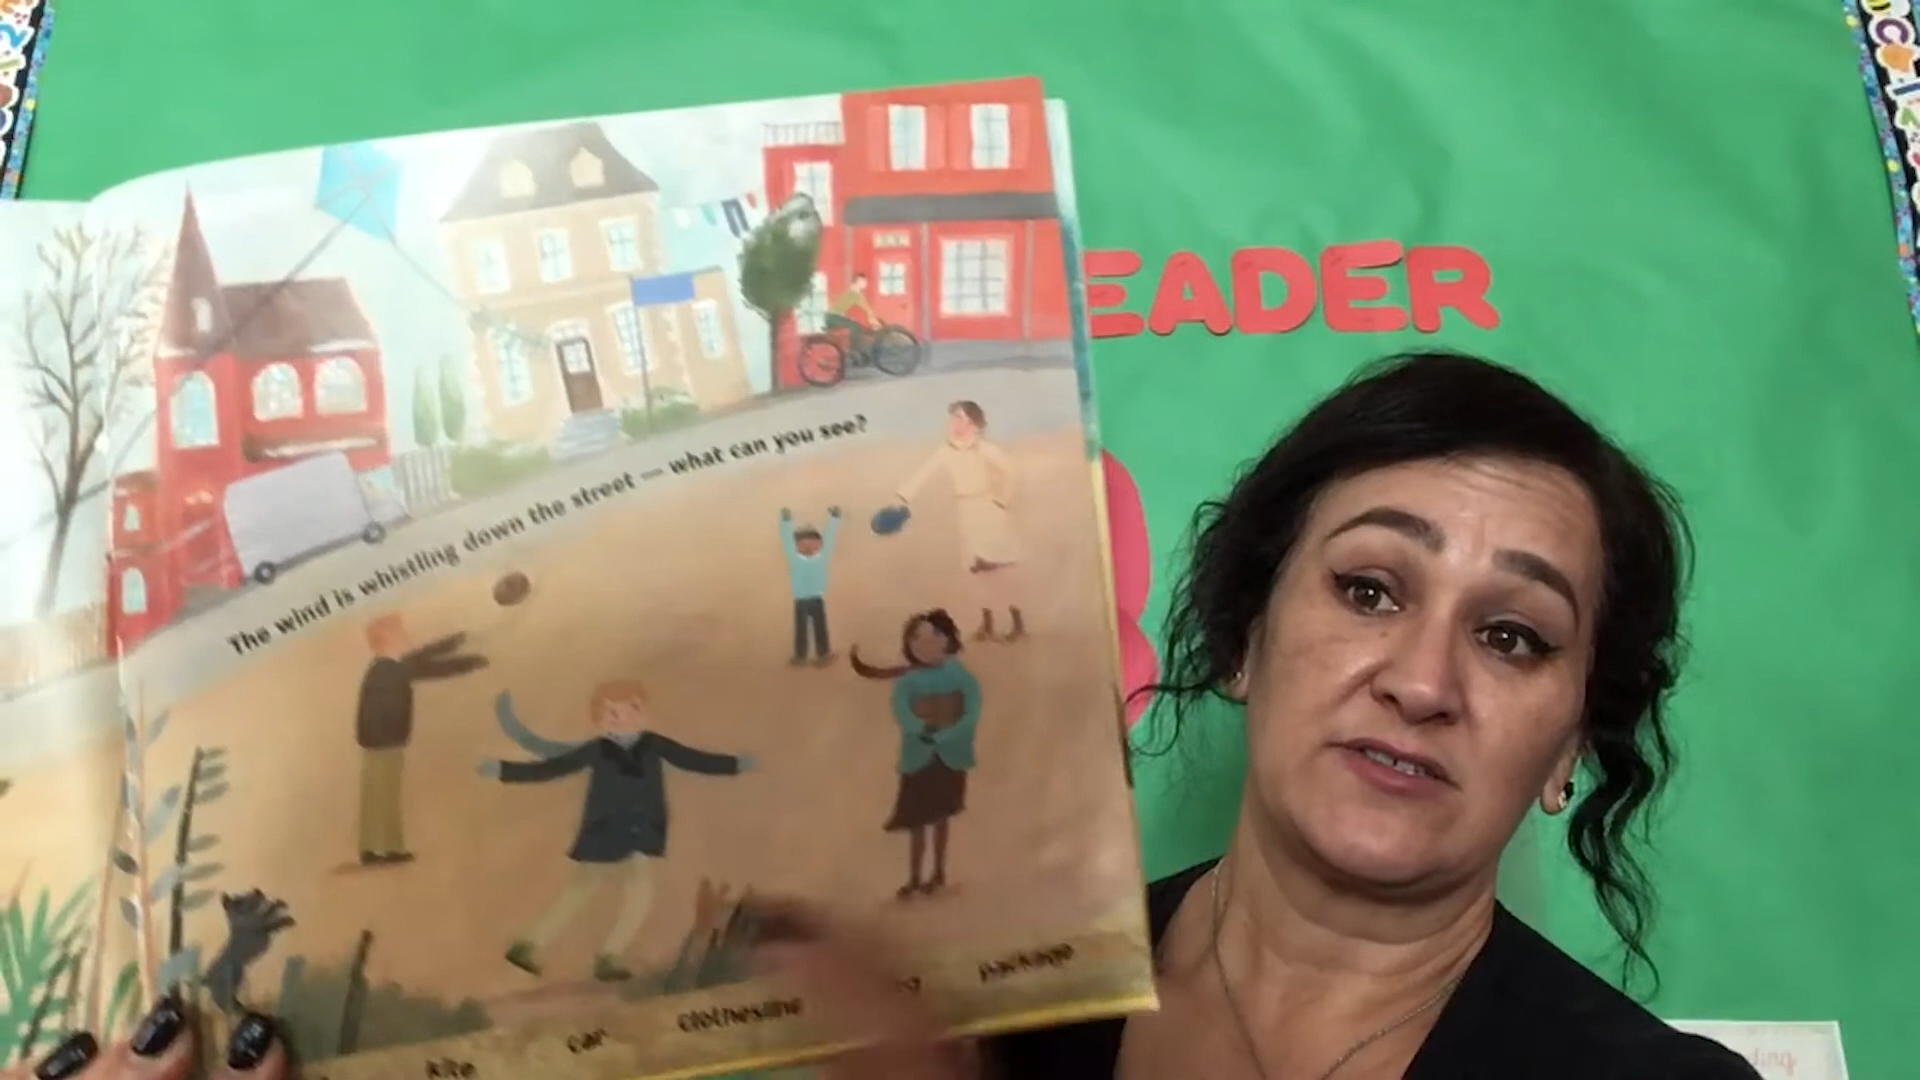 EADER
The wind is whistling down the street — what can you see?
kite car clothesline package